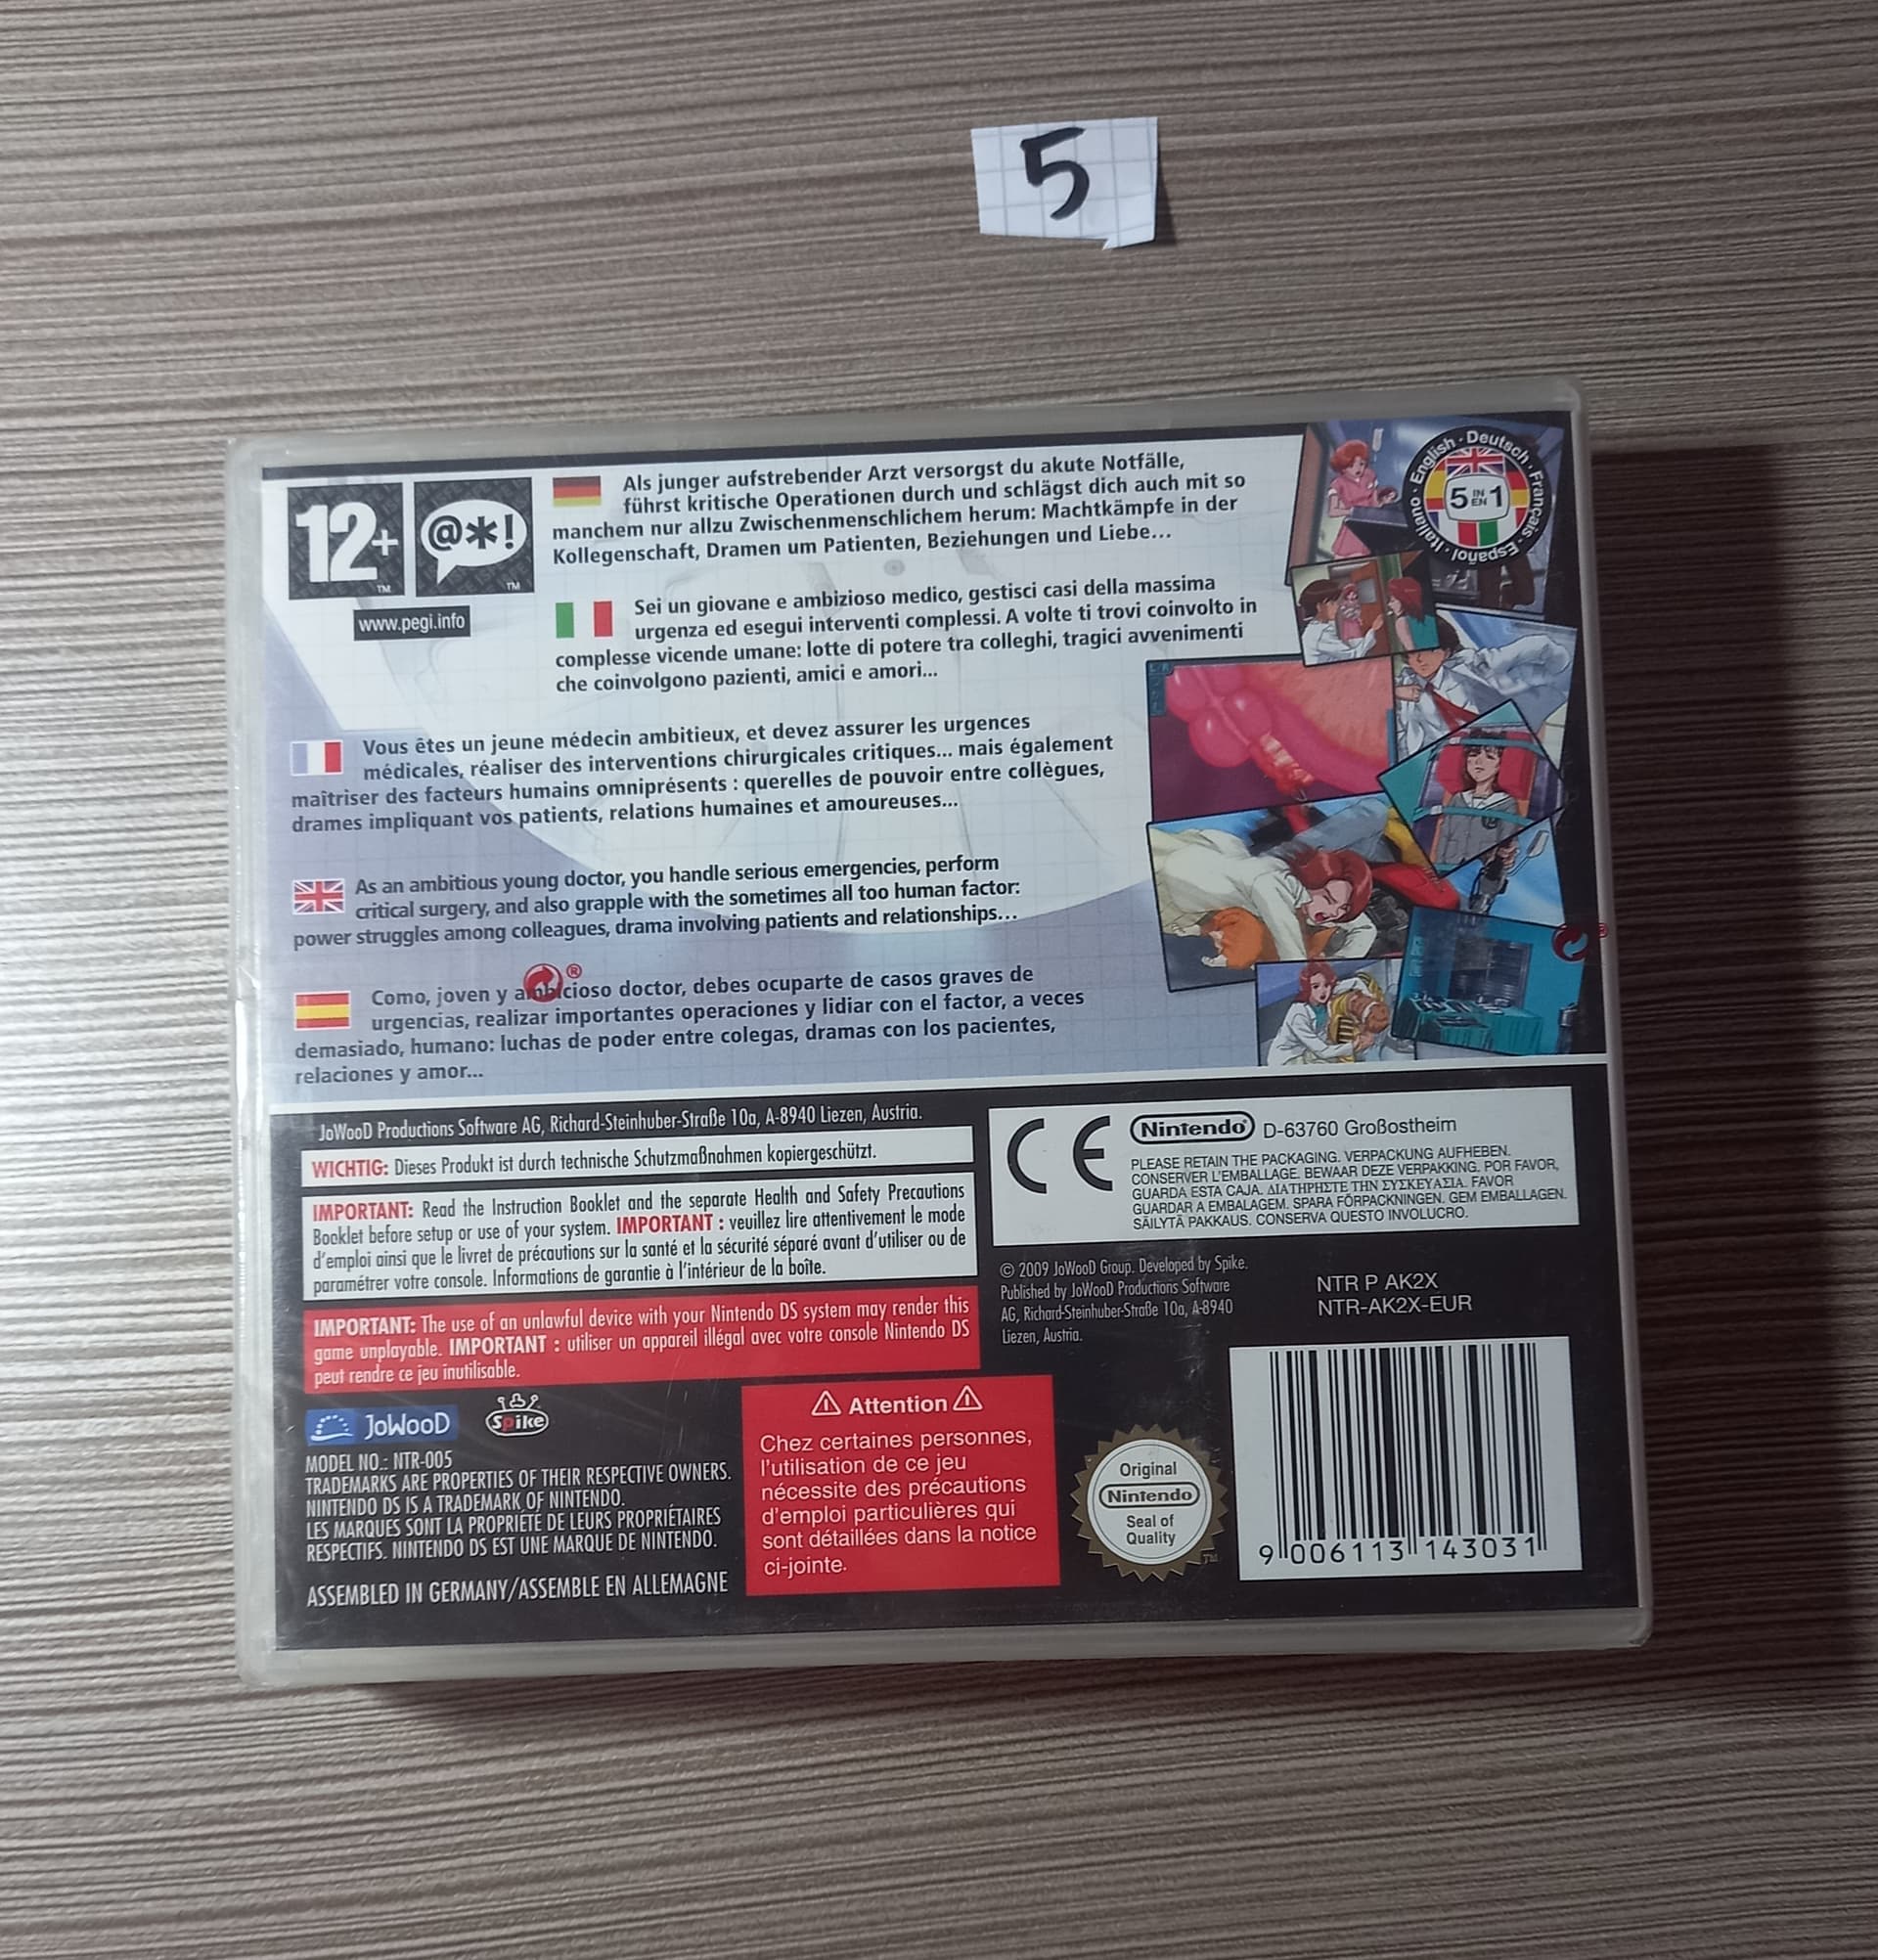 5
12+
TM
@*!
TM
www.pegi.info
Als junger aufstrebender Arzt versorgst du akute Notfälle,
führst kritische Operationen durch und schlägst dich auch mit so
manchem nur allzu Zwischenmenschlichem herum: Machtkämpfe in der
Kollegenschaft, Dramen um Patienten, Beziehungen und Liebe...
English · Deutsch · Français · Español · Italiano ·
5 IN EN 1
Sei un giovane e ambizioso medico, gestisci casi della massima
urgenza ed esegui interventi complessi. A volte ti trovi coinvolto in
complesse vicende umane: lotte di potere tra colleghi, tragici avvenimenti
che coinvolgono pazienti, amici e amori...
Vous êtes un jeune médecin ambitieux, et devez assurer les urgences
médicales, réaliser des interventions chirurgicales critiques... mais également
maîtriser des facteurs humains omniprésents : querelles de pouvoir entre collègues,
drames impliquant vos patients, relations humaines et amoureuses...
As an ambitious young doctor, you handle serious emergencies, perform
critical surgery, and also grapple with the sometimes all too human factor:
power struggles among colleagues, drama involving patients and relationships...
®
Como, joven y ambicioso doctor, debes ocuparte de casos graves de
urgencias, realizar importantes operaciones y lidiar con el factor, a veces
demasiado, humano: luchas de poder entre colegas, dramas con los pacientes,
relaciones y amor...
JoWooD Productions Software AG, Richard-Steinhuber-Straße 10a, A-8940 Liezen, Austria.
WICHTIG: Dieses Produkt ist durch technische Schutzmaßnahmen kopiergeschützt.
IMPORTANT: Read the Instruction Booklet and the separate Health and Safety Precautions
Booklet before setup or use of your system. IMPORTANT : veuillez lire attentivement le mode
d'emploi ainsi que le livret de précautions sur la santé et la sécurité séparé avant d'utiliser ou de
paramétrer votre console. Informations de garantie à l'intérieur de la boîte.
IMPORTANT: The use of an unlawful device with your Nintendo DS system may render this
game unplayable. IMPORTANT : utiliser un appareil illégal avec votre console Nintendo DS
peut rendre ce jeu inutilisable.
JoWooD
Spike
MODEL NO.: NTR-005
TRADEMARKS ARE PROPERTIES OF THEIR RESPECTIVE OWNERS.
NINTENDO DS IS A TRADEMARK OF NINTENDO.
LES MARQUES SONT LA PROPRIÉTÉ DE LEURS PROPRIÉTAIRES
RESPECTIFS. NINTENDO DS EST UNE MARQUE DE NINTENDO.
ASSEMBLED IN GERMANY/ASSEMBLE EN ALLEMAGNE
Attention
Chez certaines personnes,
l'utilisation de ce jeu
nécessite des précautions
d'emploi particulières qui
sont détaillées dans la notice
ci-jointe.
CE
Nintendo® D-63760 Großostheim
PLEASE RETAIN THE PACKAGING. VERPACKUNG AUFHEBEN.
CONSERVER L'EMBALLAGE. BEWAAR DEZE VERPAKKING. POR FAVOR,
GUARDA ESTA CAJA. ΔΙΑΤΗΡΗΣΤΕ ΤΗΝ ΣΥΣΚΕΥΑΣΙΑ. FAVOR
GUARDAR A EMBALAGEM. SPARA FÖRPACKNINGEN. GEM EMBALLAGEN.
SÄILYTÄ PAKKAUS. CONSERVA QUESTO INVOLUCRO.
© 2009 JoWooD Group. Developed by Spike.
Published by JoWooD Productions Software
AG, Richard-Steinhuber-Straße 10a, A-8940
Liezen, Austria.
NTR P AK2X
NTR-AK2X-EUR
Original
Nintendo
Seal of
Quality
TM
9 006113 143031